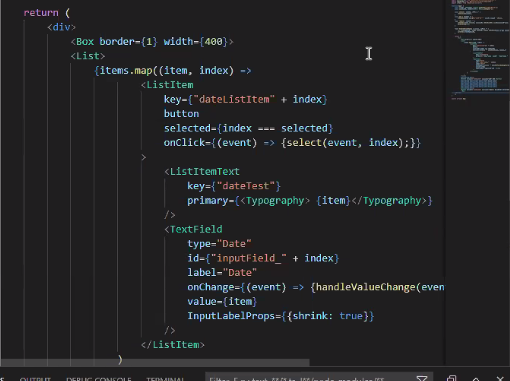 return (
<div>
<Box border={1} width={400}>
<List>
{items.map((item, index) =>
<ListItem
key={"dateListItem" + index}
button
selected={index === selected}
onClick={(event) => {select(event, index);}}
>
<ListItemText
key={"dateTest"}
primary={<Typography> {item}</Typography>}
/>
<TextField
type="Date"
id={"inputField_" + index}
label="Date"
onChange={(event) => {handleValueChange(even
value={item}
InputLabelProps={{shrink: true}}
/>
</ListItem>
)
OUTPUT DEBUG CONSOLE TERMINAL